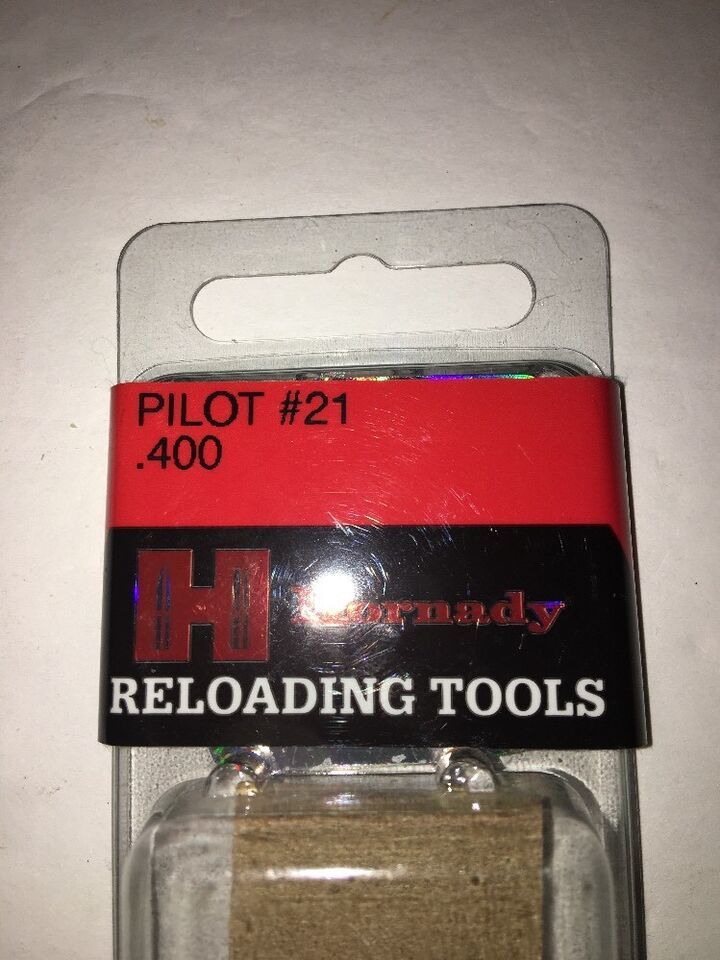 PILOT #21
.400
H Hornady
RELOADING TOOLS